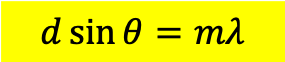 d sin θ = mλ